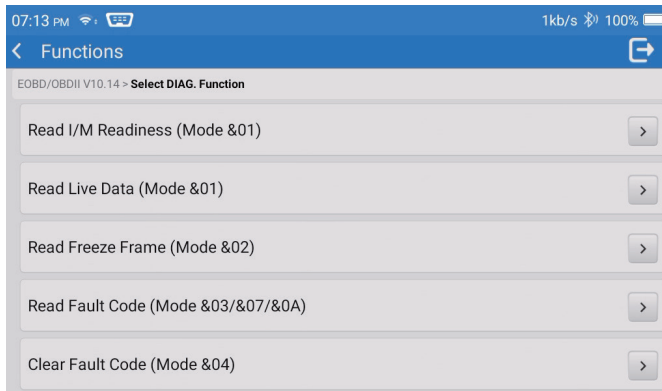 07:13 PM
1kb/s 100%
Functions
EOBD/OBDII V10.14 > Select DIAG. Function
Read I/M Readiness (Mode &01)
Read Live Data (Mode &01)
Read Freeze Frame (Mode &02)
Read Fault Code (Mode &03/&07/&0A)
Clear Fault Code (Mode &04)